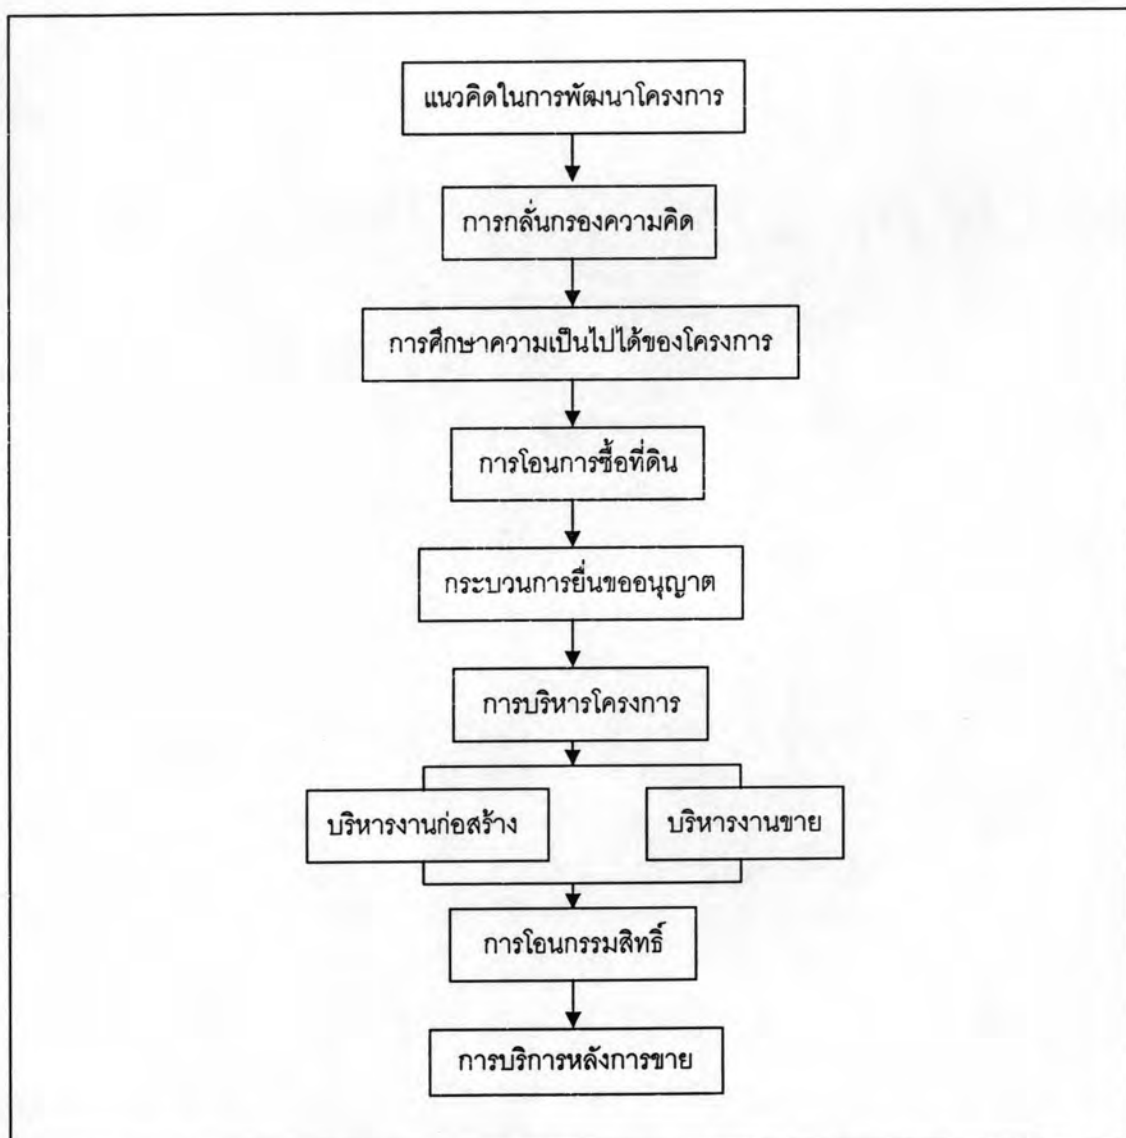 แนวคิดในการพัฒนาโครงการ
การกลั่นกรองความคิด
การศึกษาความเป็นไปได้ของโครงการ
การโอนการซื้อที่ดิน
กระบวนการยื่นขออนุญาต
การบริหารโครงการ
บริหารงานก่อสร้าง
บริหารงานขาย
การโอนกรรมสิทธิ์
การบริการหลังการขาย